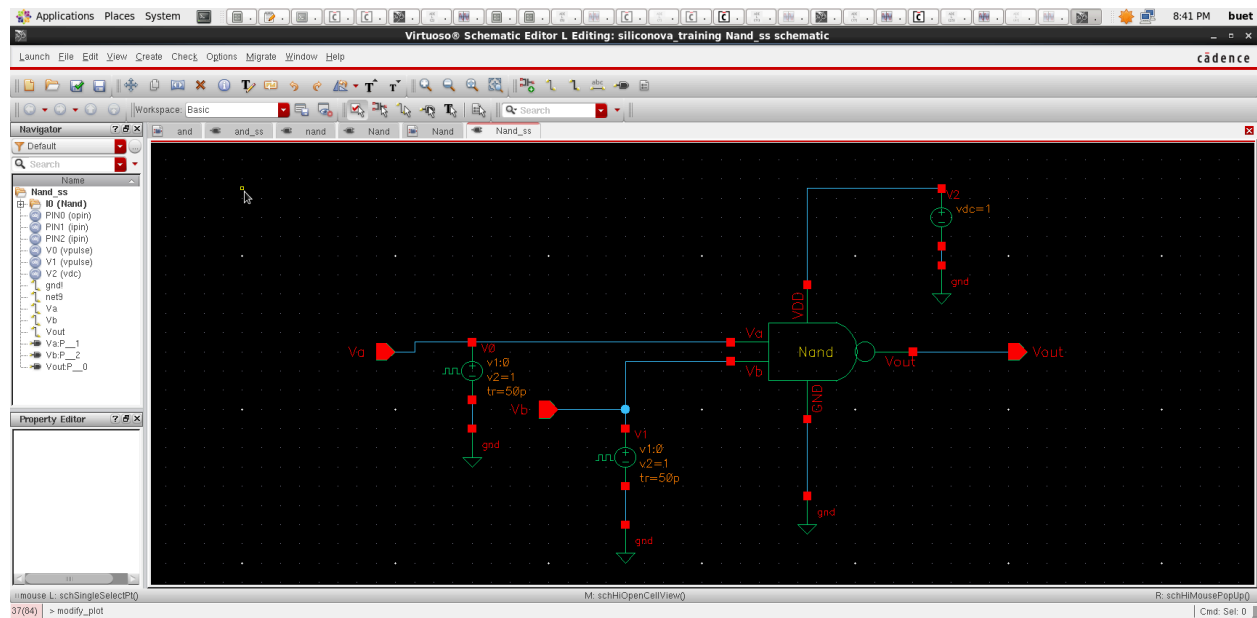 Applications Places System 8:41 PM buet
Virtuoso® Schematic Editor L Editing: siliconova_training Nand_ss schematic
Launch File Edit View Create Check Options Migrate Window Help cādence
Workspace: Basic Search
Navigator
and and_ss nand Nand Nand Nand_ss
Default
Search
Name
Nand_ss
I0 (Nand)
PIN0 (opin)
PIN1 (ipin)
PIN2 (ipin)
V0 (vpulse)
V1 (vpulse)
V2 (vdc)
gnd!
net9
Va
Vb
Vout
Va:P__1
Vb:P__2
Vout:P__0
Property Editor
V2
vdc=1
gnd
VDD
Va
V0
v1:0
v2=1
tr=50p
gnd
Va
Vb
Nand
Vout
Vout
GND
gnd
Vb
V1
v1:0
v2=1
tr=50p
gnd
mouse L: schSingleSelectPt() M: schHiOpenCellView() R: schHiMousePopUp()
37(84) > modify_plot Cmd: Sel: 0